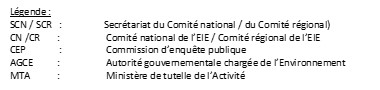 Légende :
SCN / SCR : Secrétariat du Comité national / du Comité régional)
CN /CR : Comité national de l'EIE / Comité régional de l'EIE
CEP : Commission d'enquête publique
AGCE : Autorité gouvernementale chargée de l'Environnement
MTA : Ministère de tutelle de l'Activité